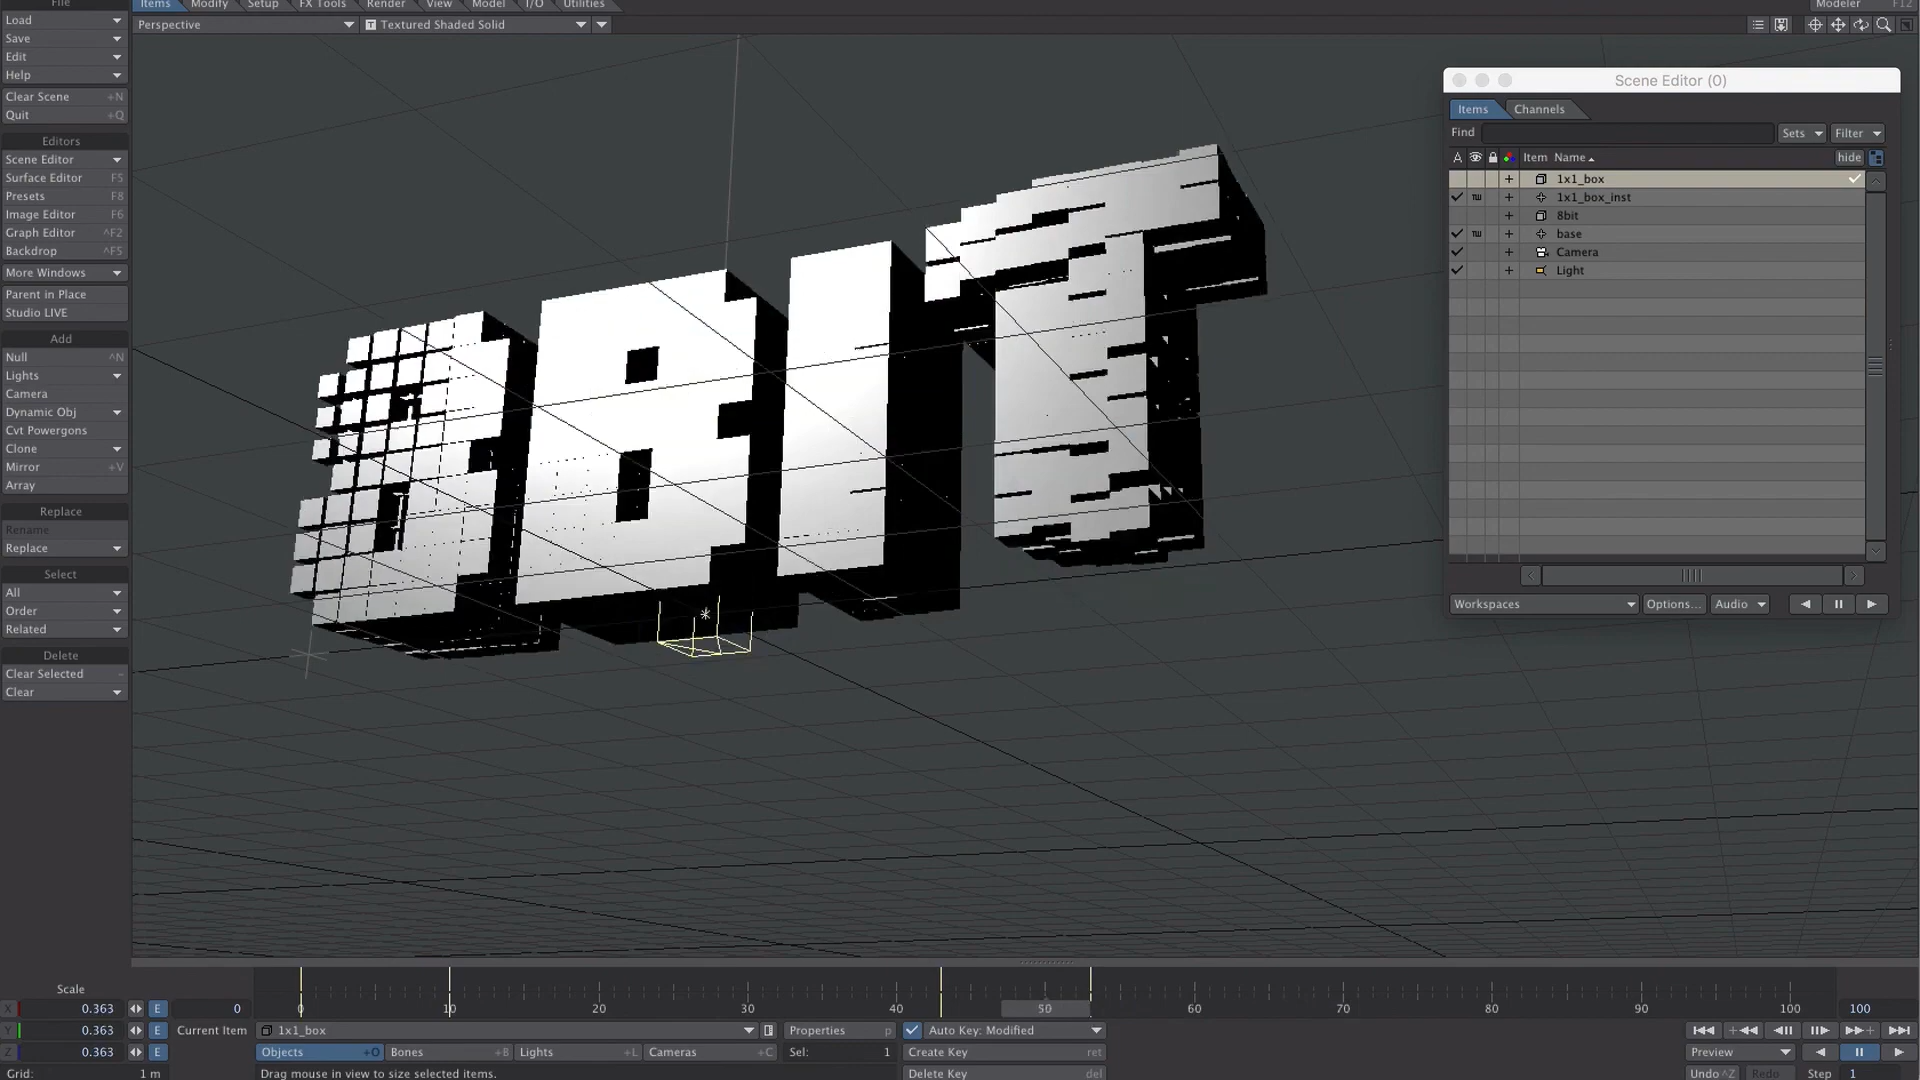 File
Items Modify Setup FX Tools Render View Model I/O Utilities
Modeler F12
Load
Perspective
T Textured Shaded Solid
Save
Edit
Help
Clear Scene +N
Quit +Q
Editors
Scene Editor
Surface Editor F5
Presets F8
Image Editor F6
Graph Editor ^F2
Backdrop ^F5
More Windows
Parent in Place
Studio LIVE
Add
Null ^N
Lights
Camera
Dynamic Obj
Cvt Powergons
Clone
Mirror +V
Array
Replace
Rename
Replace
Select
All
Order
Related
Delete
Clear Selected -
Clear
8BIT
Scene Editor (0)
Items Channels
Find
Sets Filter
A Item Name hide
+ 1x1_box
+ 1x1_box_inst
+ 8bit
+ base
+ Camera
+ Light
Workspaces Options... Audio
0 10 20 30 40 50 60 70 80 90 100
Scale
X 0.363 E 0
100
Y 0.363 E Current Item 1x1_box Properties p Auto Key: Modified
Z 0.363 E Objects +O Bones +B Lights +L Cameras +C Sel: 1 Create Key ret
Preview
Grid: 1 m Drag mouse in view to size selected items. Delete Key del
Undo ^Z Redo Step 1